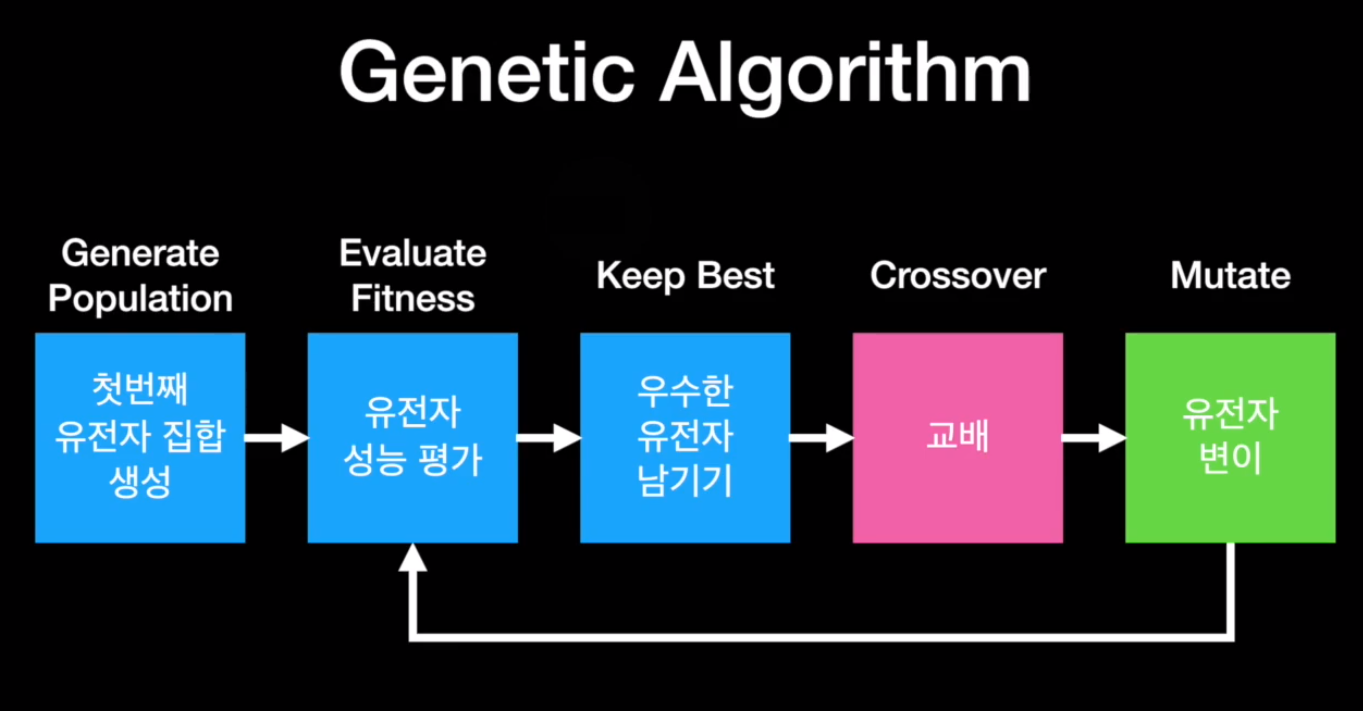 Genetic Algorithm
Generate
Population
첫번째
유전자 집합
생성
Evaluate
Fitness
유전자
성능 평가
Keep Best
우수한
유전자
남기기
Crossover
교배
Mutate
유전자
변이